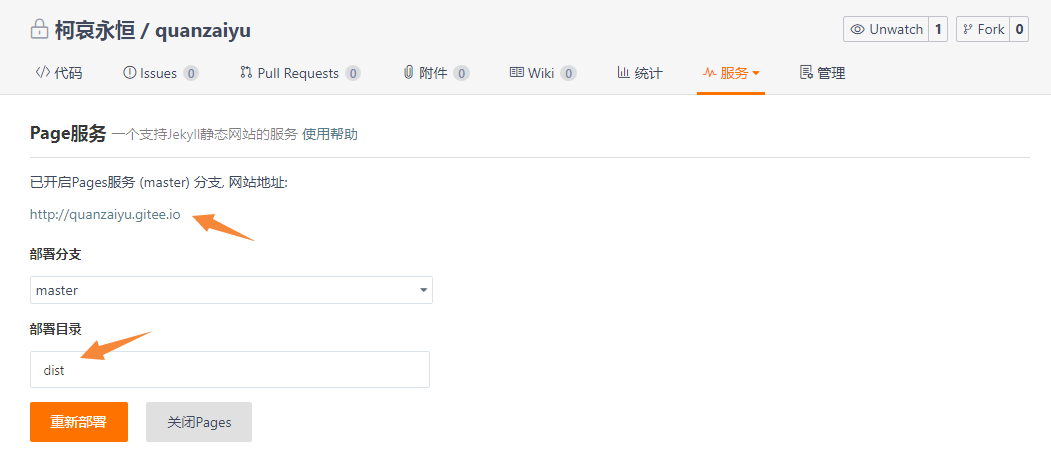 柯哀永恒 / quanzaiyu
Unwatch 1 Fork 0
代码 Issues 0 Pull Requests 0 附件 0 Wiki 0 统计 服务 管理
Page服务 一个支持Jekyll静态网站的服务 使用帮助
已开启Pages服务 (master) 分支, 网站地址:
http://quanzaiyu.gitee.io
部署分支
master
部署目录
dist
重新部署 关闭Pages